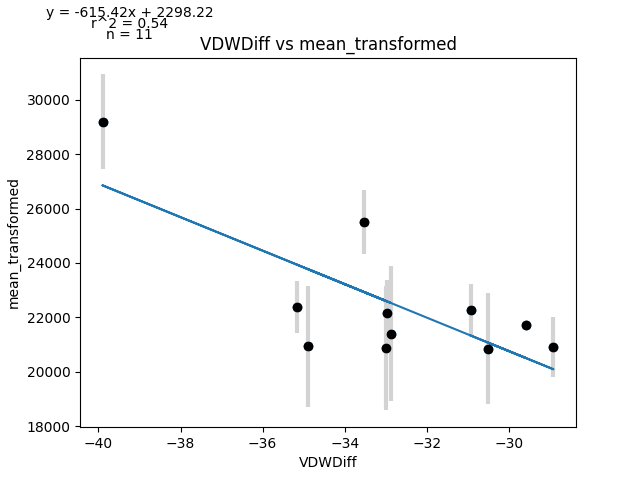 y = -615.42x + 2298.22
r^2 = 0.54
n = 11
VDWDiff vs mean_transformed
mean_transformed
30000
28000
26000
24000
22000
20000
18000
−40
−38
−36
−34
−32
−30
VDWDiff